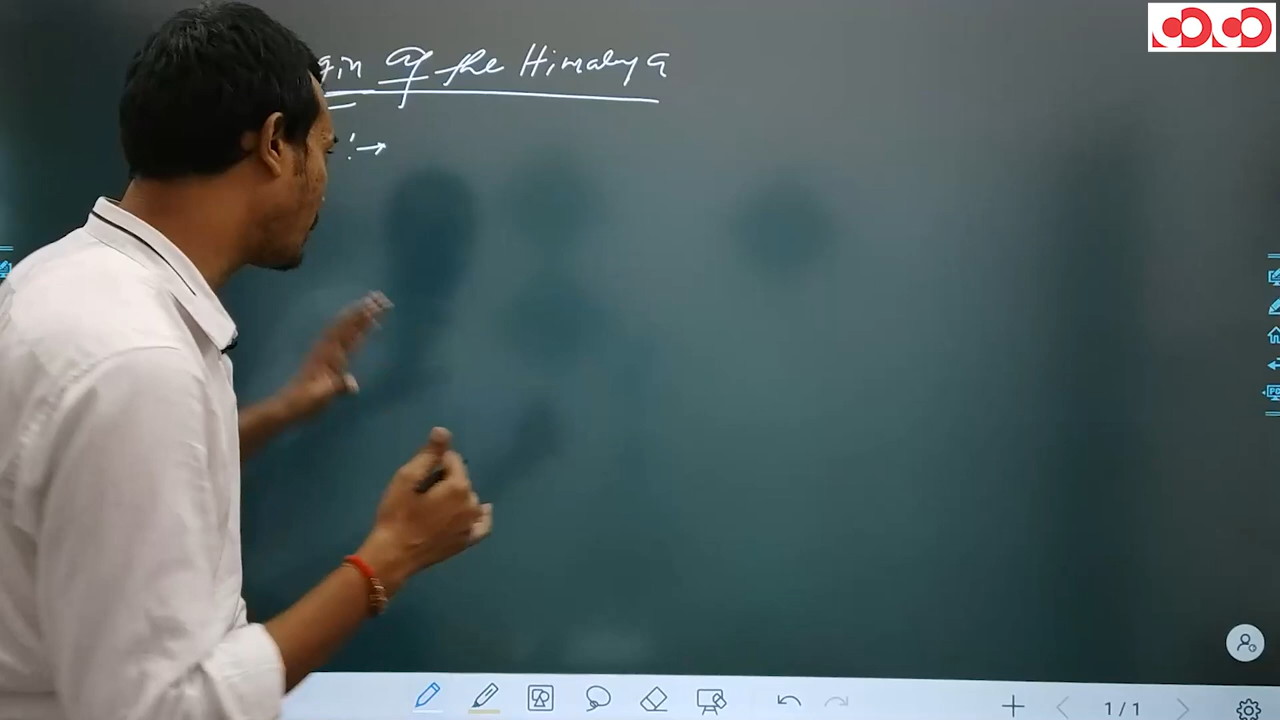 gin of the Himalya
:→
1/1